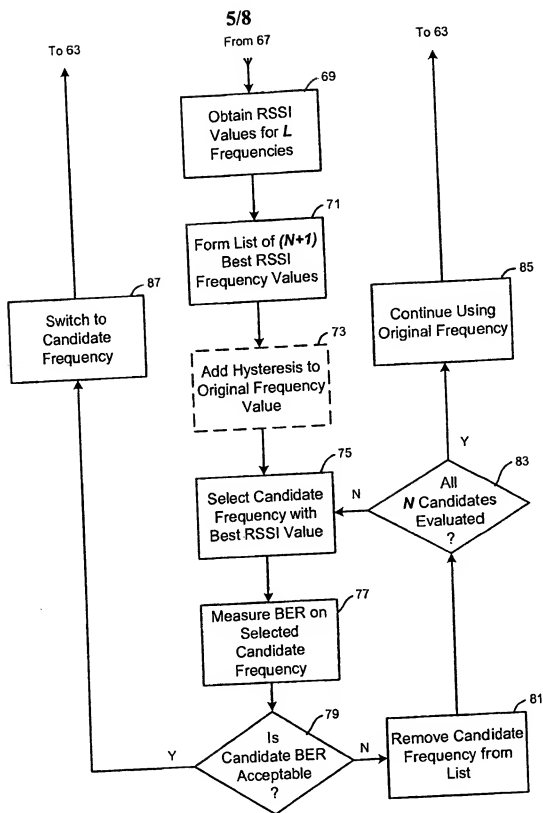 5/8
To 63
From 67
To 63
69
Obtain RSSI
Values for L
Frequencies
71
Form List of (N+1)
Best RSSI
Frequency Values
87
Switch to
Candidate
Frequency
85
Continue Using
Original Frequency
73
Add Hysteresis to
Original Frequency
Value
75
Select Candidate
Frequency with
Best RSSI Value
N
Y
83
All
N Candidates
Evaluated
?
77
Measure BER on
Selected
Candidate
Frequency
79
Is
Candidate BER
Acceptable
?
Y
N
81
Remove Candidate
Frequency from
List